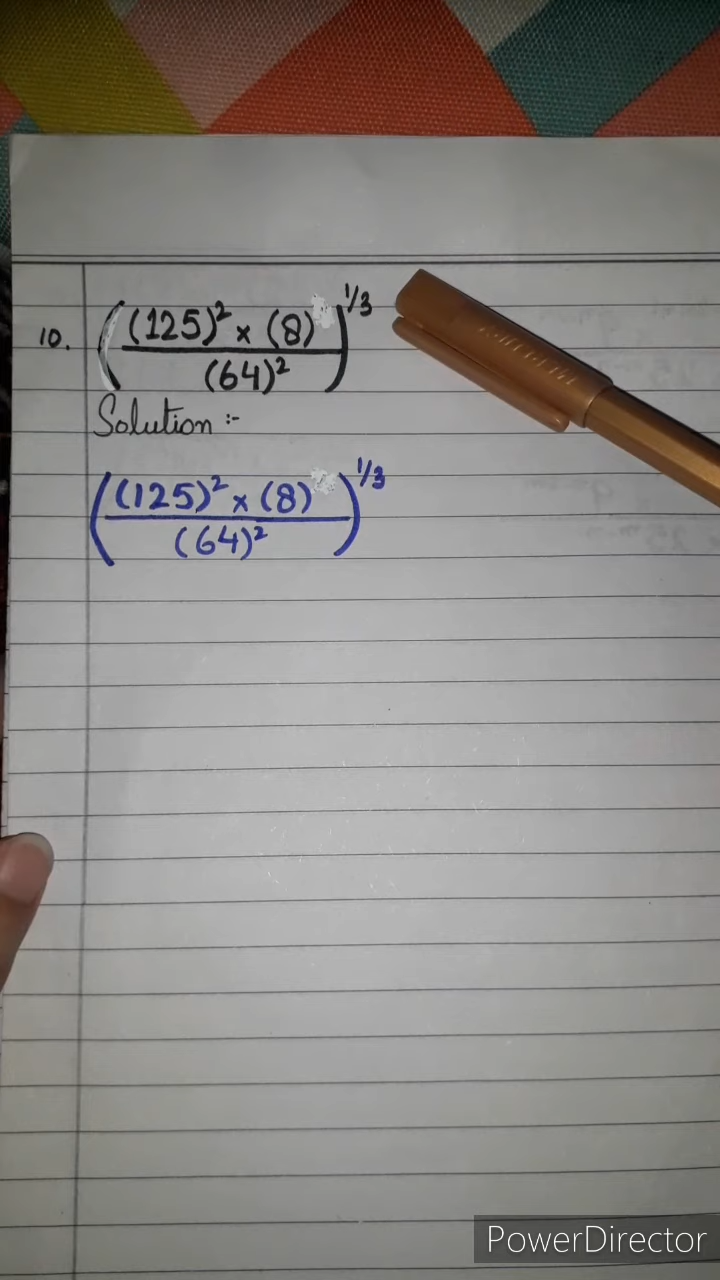 10. ((125)² × (8) / (64)²)^1/3
Solution :-
((125)² × (8) / (64)²)^1/3
PowerDirector